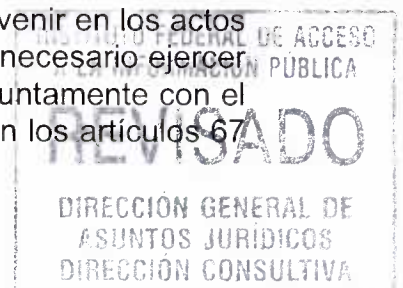 venir en los actos
necesario ejercer
untamente con el
n los artículos 67
INSTITUTO FEDERAL DE ACCESO
A LA INFORMACIÓN PÚBLICA
REVISADO
DIRECCIÓN GENERAL DE
ASUNTOS JURÍDICOS
DIRECCIÓN CONSULTIVA